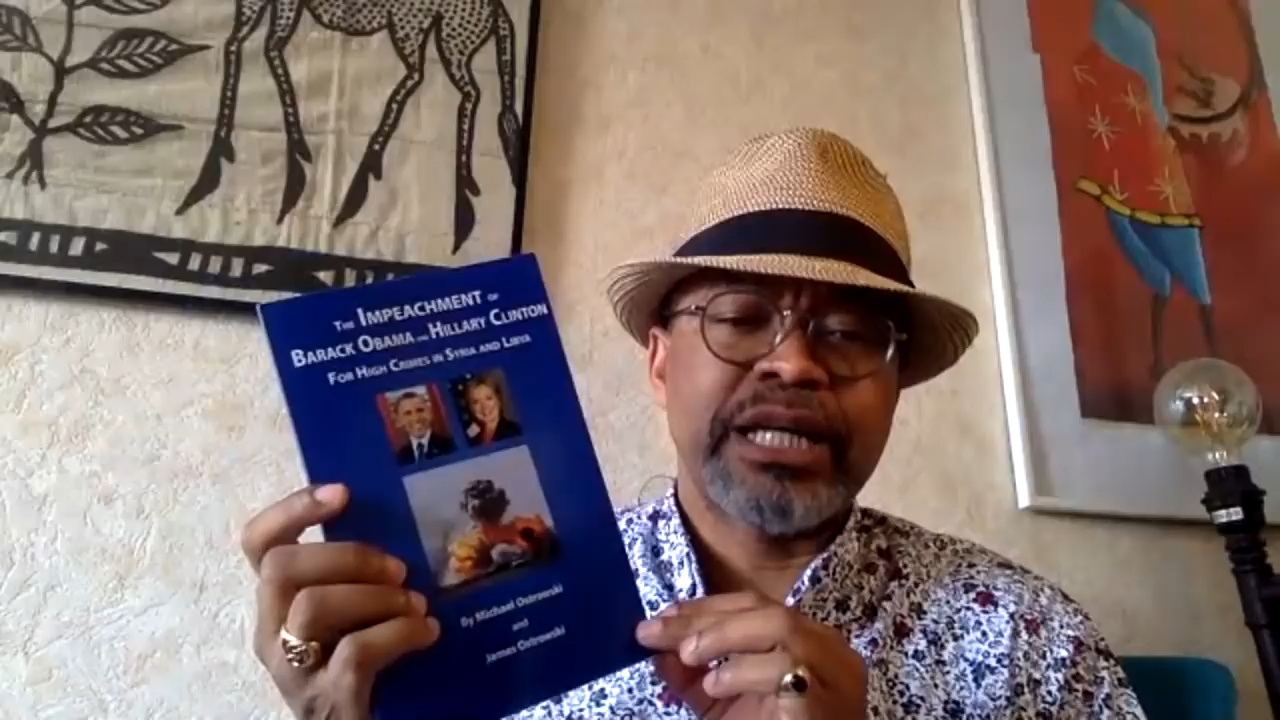 THE IMPEACHMENT OF
BARACK OBAMA AND HILLARY CLINTON
FOR HIGH CRIMES IN SYRIA AND LIBYA
By Michael Ostrowski
and
James Ostrowski